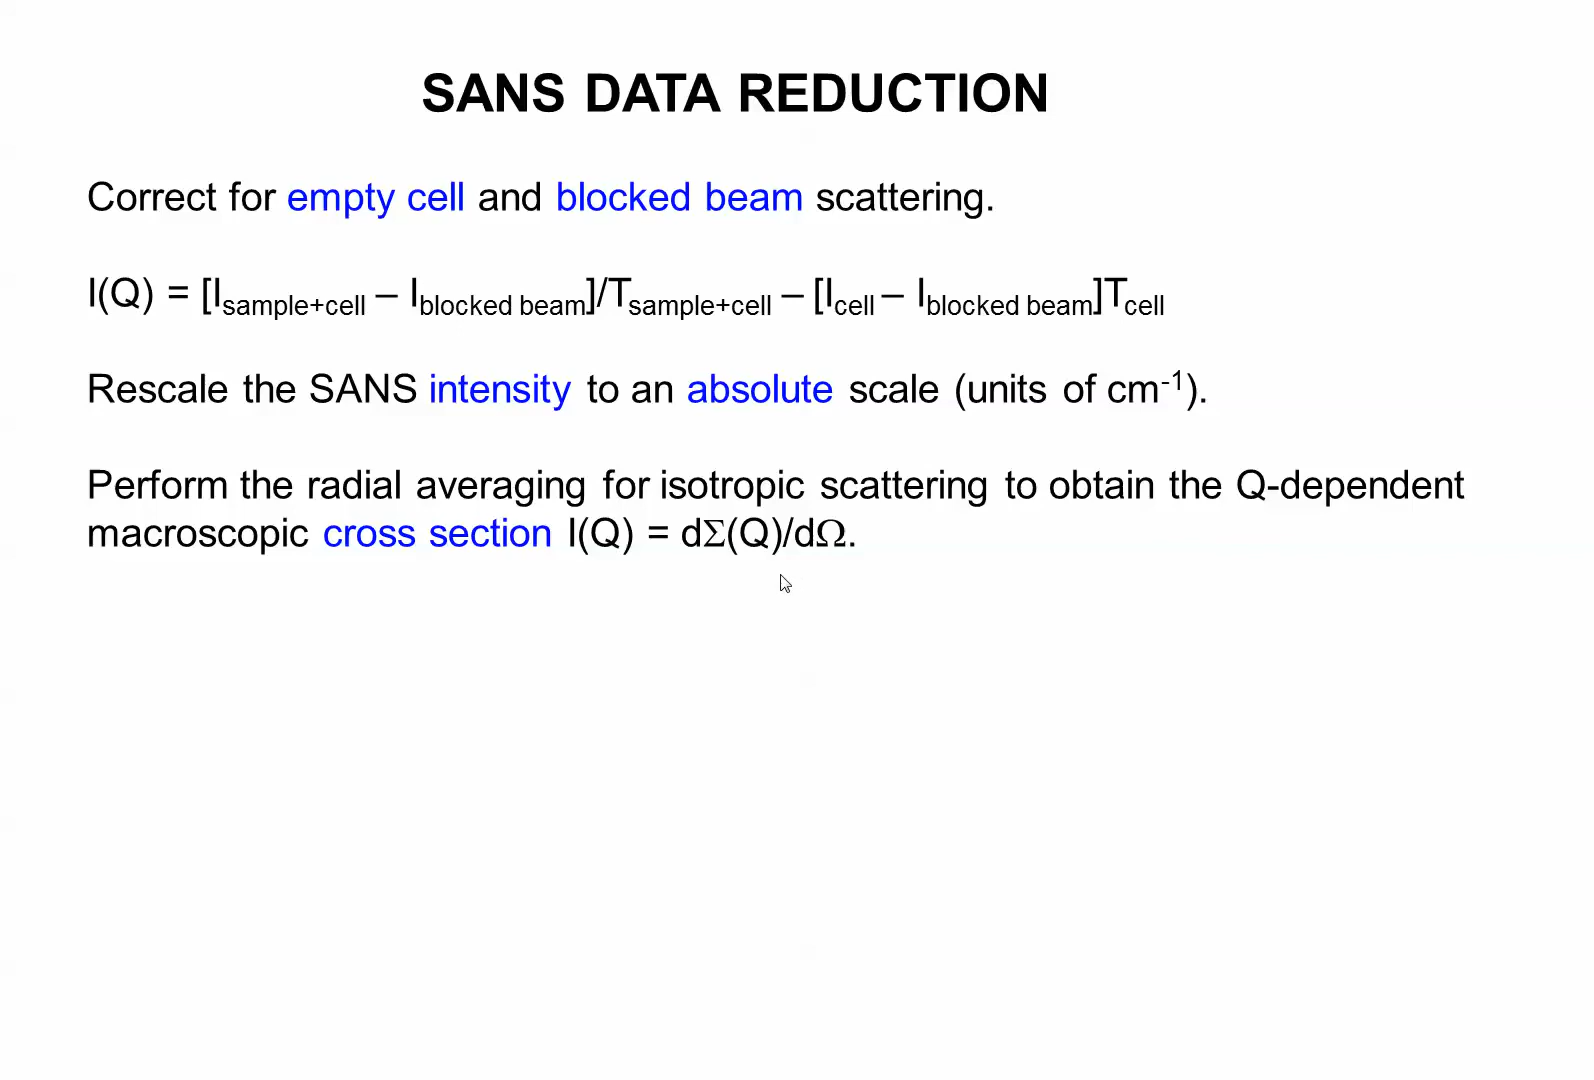 SANS DATA REDUCTION
Correct for empty cell and blocked beam scattering.
I(Q) = [Isample+cell – Iblocked beam]/Tsample+cell – [Icell – Iblocked beam]Tcell
Rescale the SANS intensity to an absolute scale (units of cm-1).
Perform the radial averaging for isotropic scattering to obtain the Q-dependent
macroscopic cross section I(Q) = dΣ(Q)/dΩ.